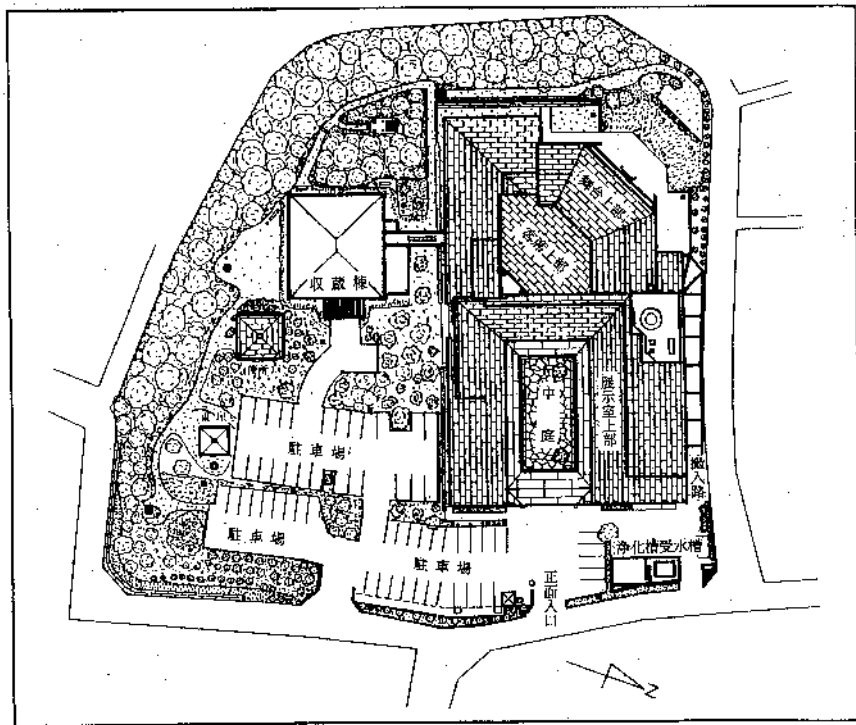 舞台上部
客席上部
収蔵棟
中庭
展示室上部
搬入路
駐車場
駐車場
駐車場
浄化槽受水槽
正面入口
N